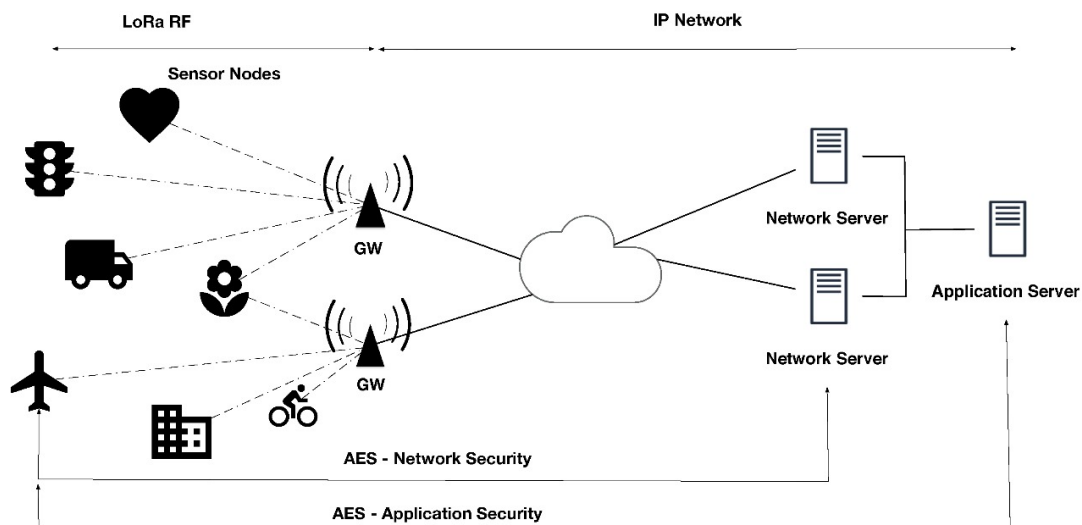 LoRa RF
IP Network
Sensor Nodes
GW
Network Server
Application Server
GW
Network Server
AES - Network Security
AES - Application Security